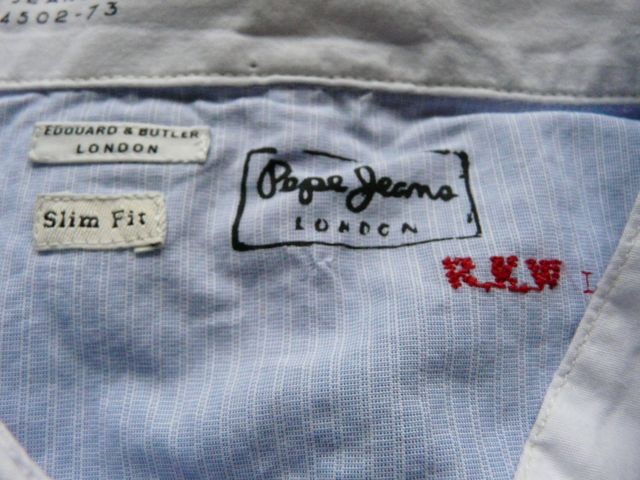 4502-73
EDOUARD & BUTLER
LONDON
Slim Fit
Pepe Jeans
LONDON